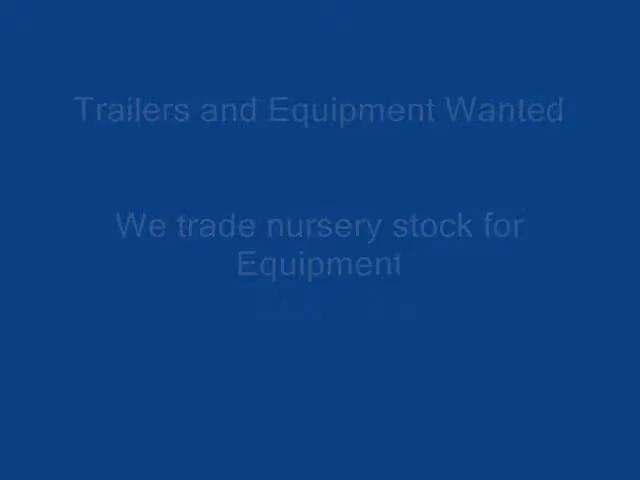 Trailers and Equipment Wanted
We trade nursery stock for
Equipment